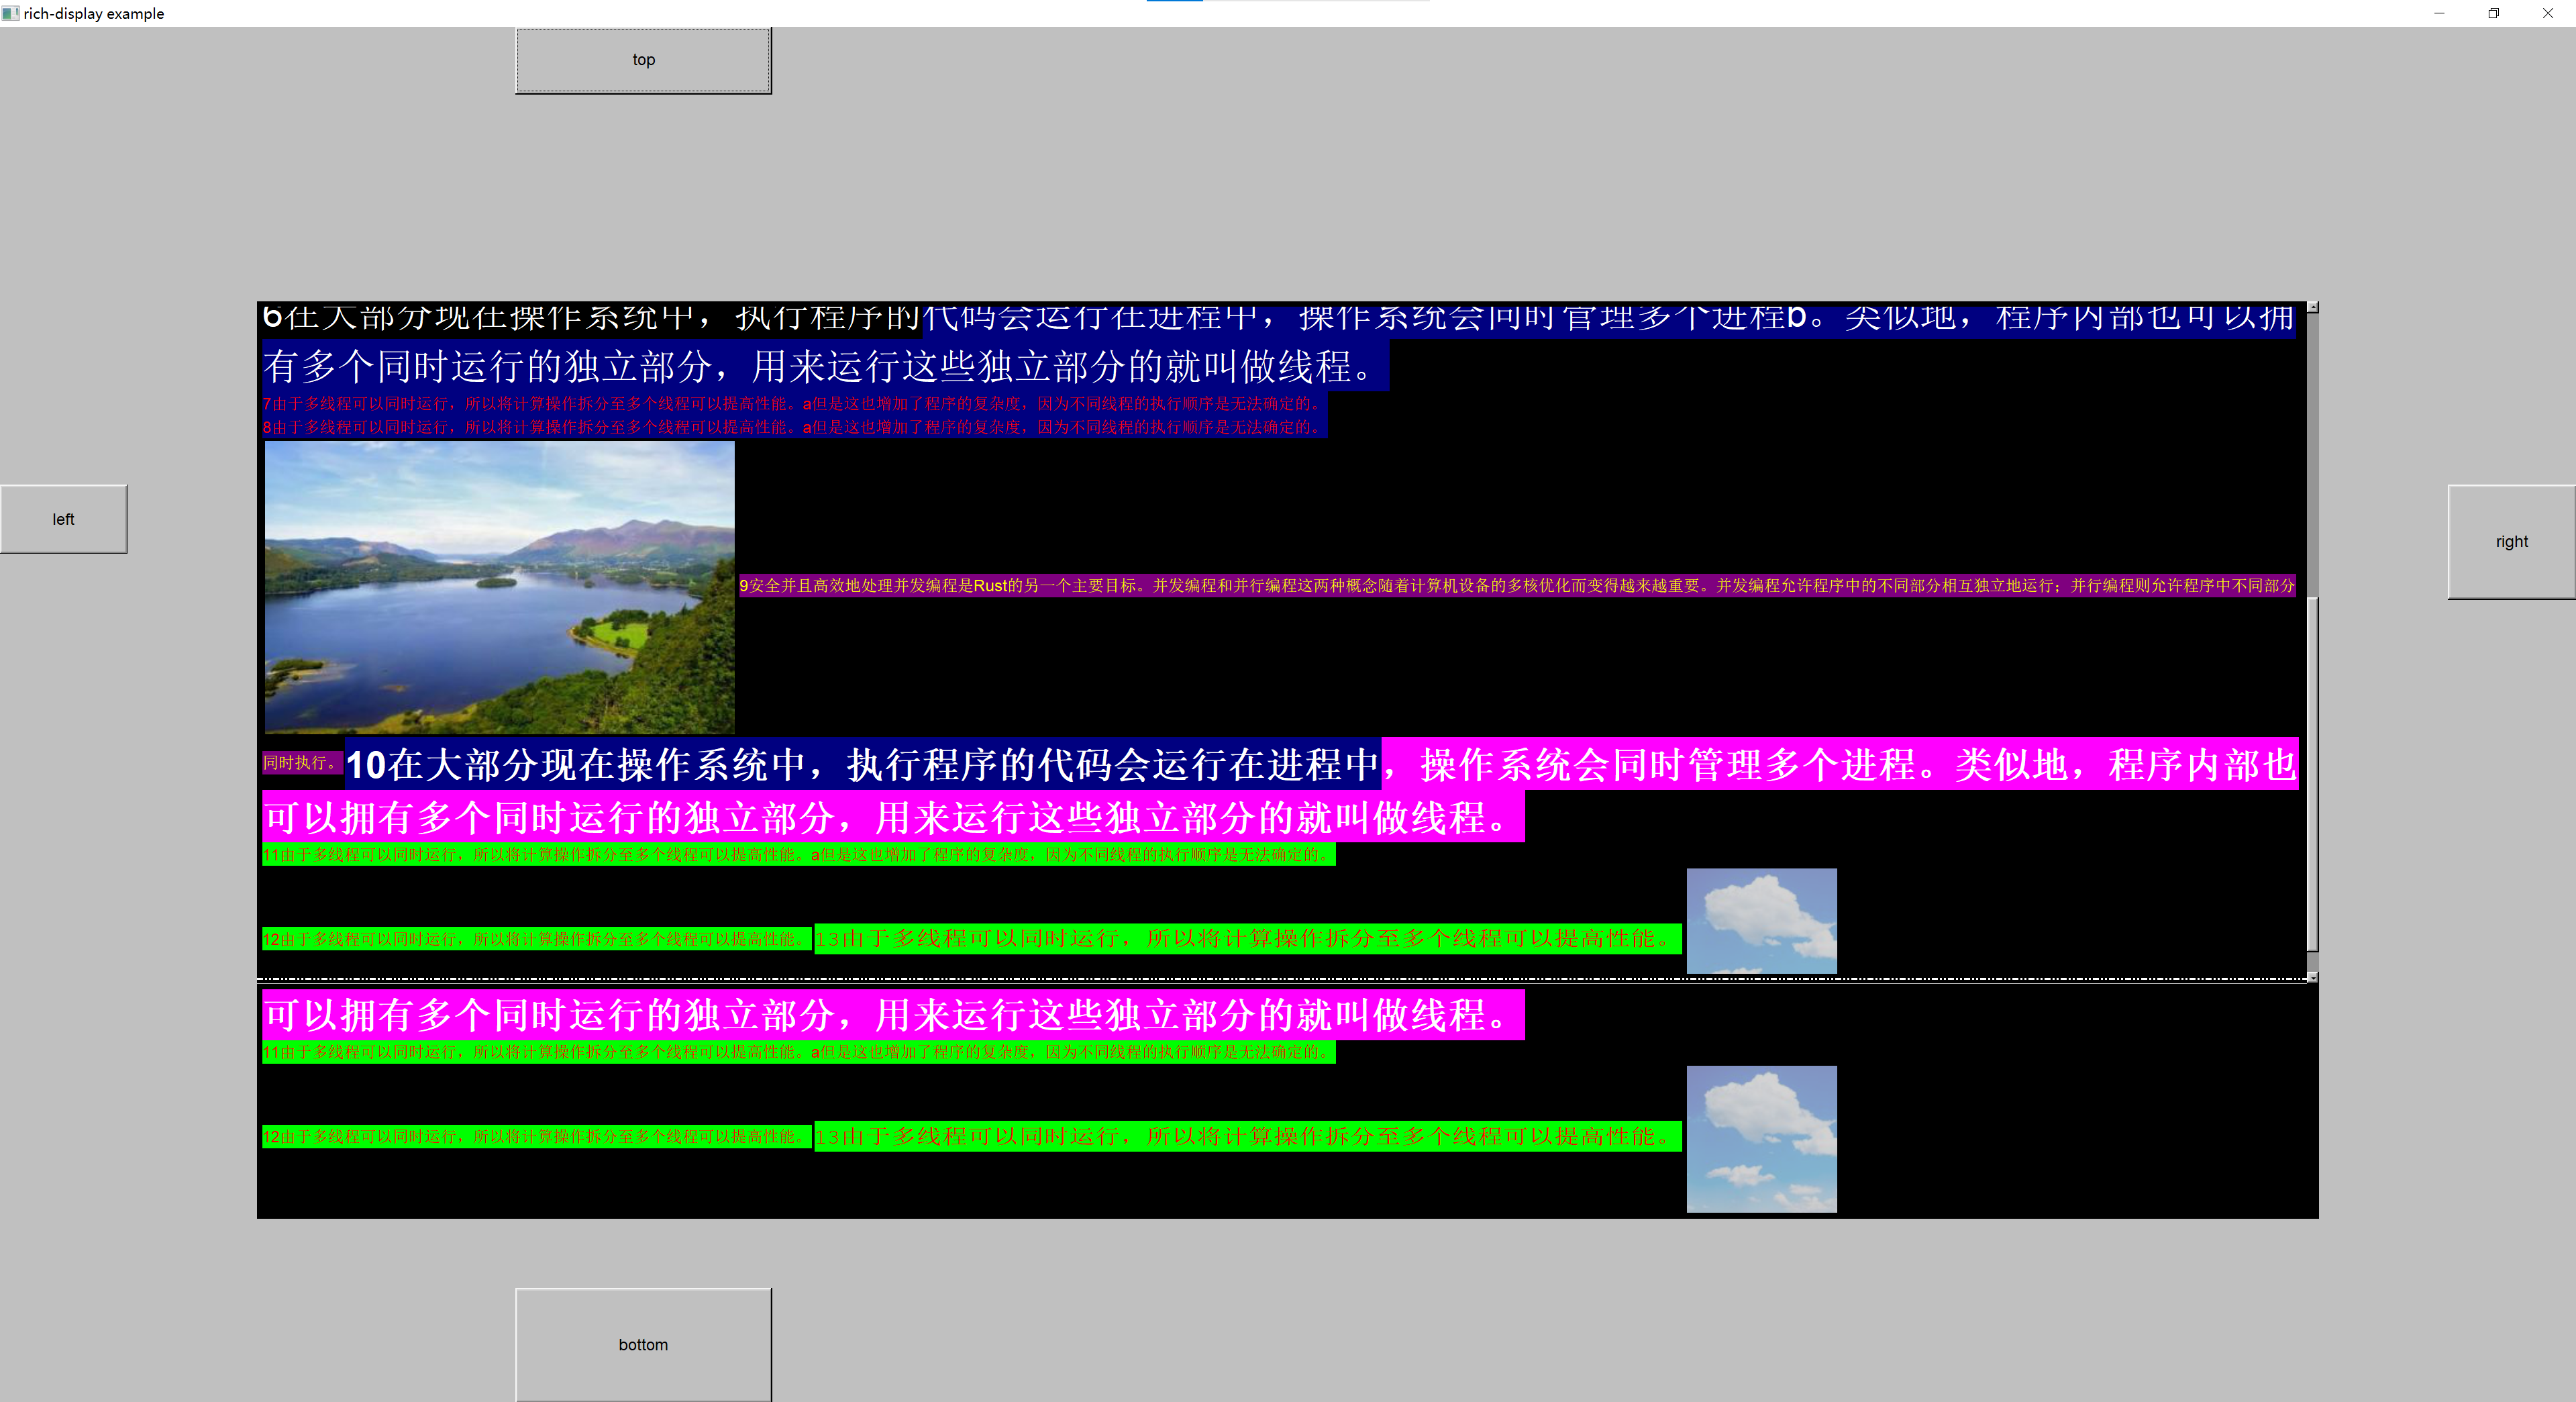 rich-display example
top
6在大部分现在操作系统中，执行程序的代码会运行在进程中，操作系统会同时管理多个进程b。类似地，程序内部也可以拥
有多个同时运行的独立部分，用来运行这些独立部分的就叫做线程。
7由于多线程可以同时运行，所以将计算操作拆分至多个线程可以提高性能。a但是这也增加了程序的复杂度，因为不同线程的执行顺序是无法确定的。
8由于多线程可以同时运行，所以将计算操作拆分至多个线程可以提高性能。a但是这也增加了程序的复杂度，因为不同线程的执行顺序是无法确定的。
left
right
9安全并且高效地处理并发编程是Rust的另一个主要目标。并发编程和并行编程这两种概念随着计算机设备的多核优化而变得越来越重要。并发编程允许程序中的不同部分相互独立地运行；并行编程则允许程序中不同部分
同时执行。10在大部分现在操作系统中，执行程序的代码会运行在进程中，操作系统会同时管理多个进程。类似地，程序内部也
可以拥有多个同时运行的独立部分，用来运行这些独立部分的就叫做线程。
11由于多线程可以同时运行，所以将计算操作拆分至多个线程可以提高性能。a但是这也增加了程序的复杂度，因为不同线程的执行顺序是无法确定的。
12由于多线程可以同时运行，所以将计算操作拆分至多个线程可以提高性能。13由于多线程可以同时运行，所以将计算操作拆分至多个线程可以提高性能。
可以拥有多个同时运行的独立部分，用来运行这些独立部分的就叫做线程。
11由于多线程可以同时运行，所以将计算操作拆分至多个线程可以提高性能。a但是这也增加了程序的复杂度，因为不同线程的执行顺序是无法确定的。
12由于多线程可以同时运行，所以将计算操作拆分至多个线程可以提高性能。13由于多线程可以同时运行，所以将计算操作拆分至多个线程可以提高性能。
bottom